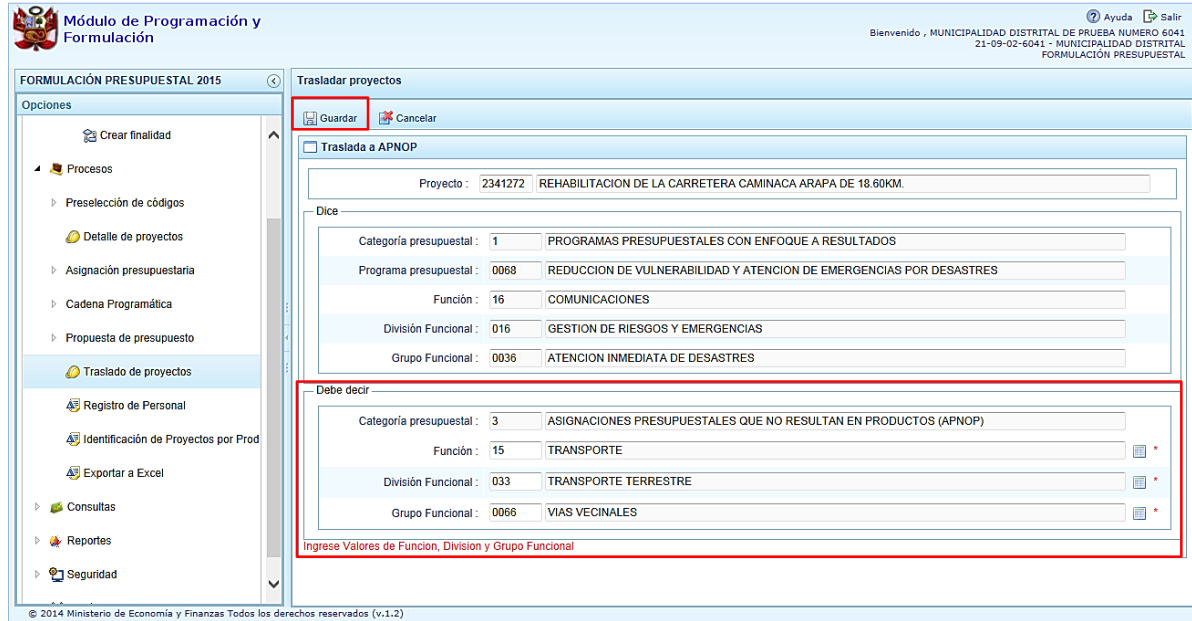 Módulo de Programación y
Formulación
Ayuda Salir
Bienvenido , MUNICIPALIDAD DISTRITAL DE PRUEBA NUMERO 6041
21-09-02-6041 - MUNICIPALIDAD DISTRITAL
FORMULACIÓN PRESUPUESTAL
FORMULACIÓN PRESUPUESTAL 2015
Opciones
Crear finalidad
Procesos
Preselección de códigos
Detalle de proyectos
Asignación presupuestaria
Cadena Programática
Propuesta de presupuesto
Traslado de proyectos
Registro de Personal
Identificación de Proyectos por Prod
Exportar a Excel
Consultas
Reportes
Seguridad
Trasladar proyectos
Guardar Cancelar
Traslada a APNOP
Proyecto : 2341272 REHABILITACION DE LA CARRETERA CAMINACA ARAPA DE 18.60KM.
Dice
Categoría presupuestal : 1 PROGRAMAS PRESUPUESTALES CON ENFOQUE A RESULTADOS
Programa presupuestal : 0068 REDUCCION DE VULNERABILIDAD Y ATENCION DE EMERGENCIAS POR DESASTRES
Función : 16 COMUNICACIONES
División Funcional : 016 GESTION DE RIESGOS Y EMERGENCIAS
Grupo Funcional : 0036 ATENCION INMEDIATA DE DESASTRES
Debe decir
Categoría presupuestal : 3 ASIGNACIONES PRESUPUESTALES QUE NO RESULTAN EN PRODUCTOS (APNOP)
Función : 15 TRANSPORTE *
División Funcional : 033 TRANSPORTE TERRESTRE *
Grupo Funcional : 0066 VIAS VECINALES *
Ingrese Valores de Funcion, Division y Grupo Funcional
© 2014 Ministerio de Economía y Finanzas Todos los derechos reservados (v.1.2)